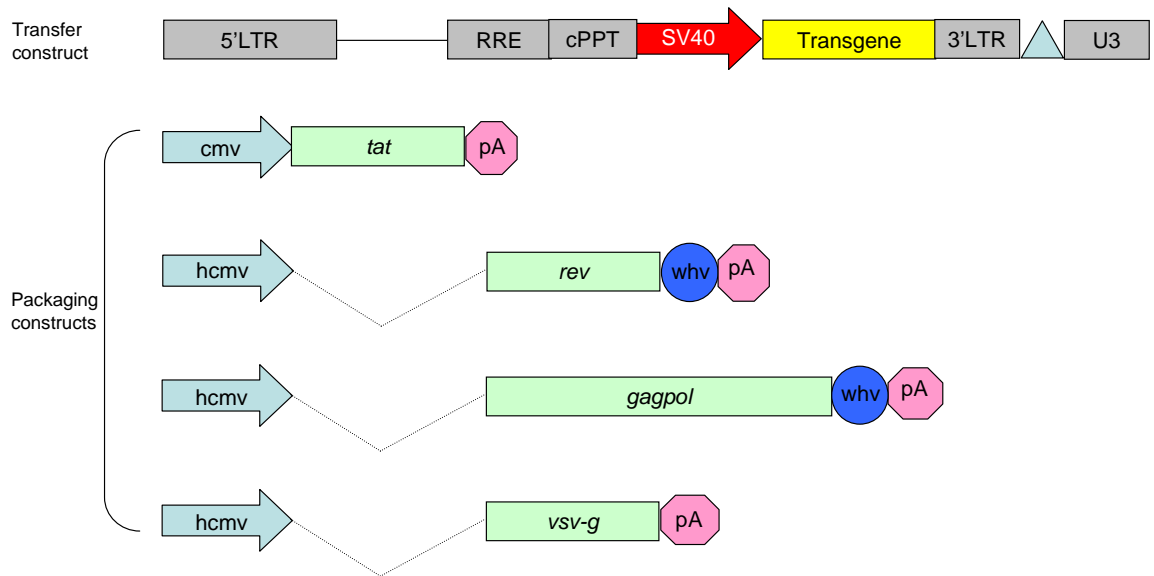 Transfer
construct
5'LTR
RRE
cPPT
SV40
Transgene
3'LTR
U3
cmv
tat
pA
hcmv
rev
whv
pA
Packaging
constructs
hcmv
gagpol
whv
pA
hcmv
vsv-g
pA